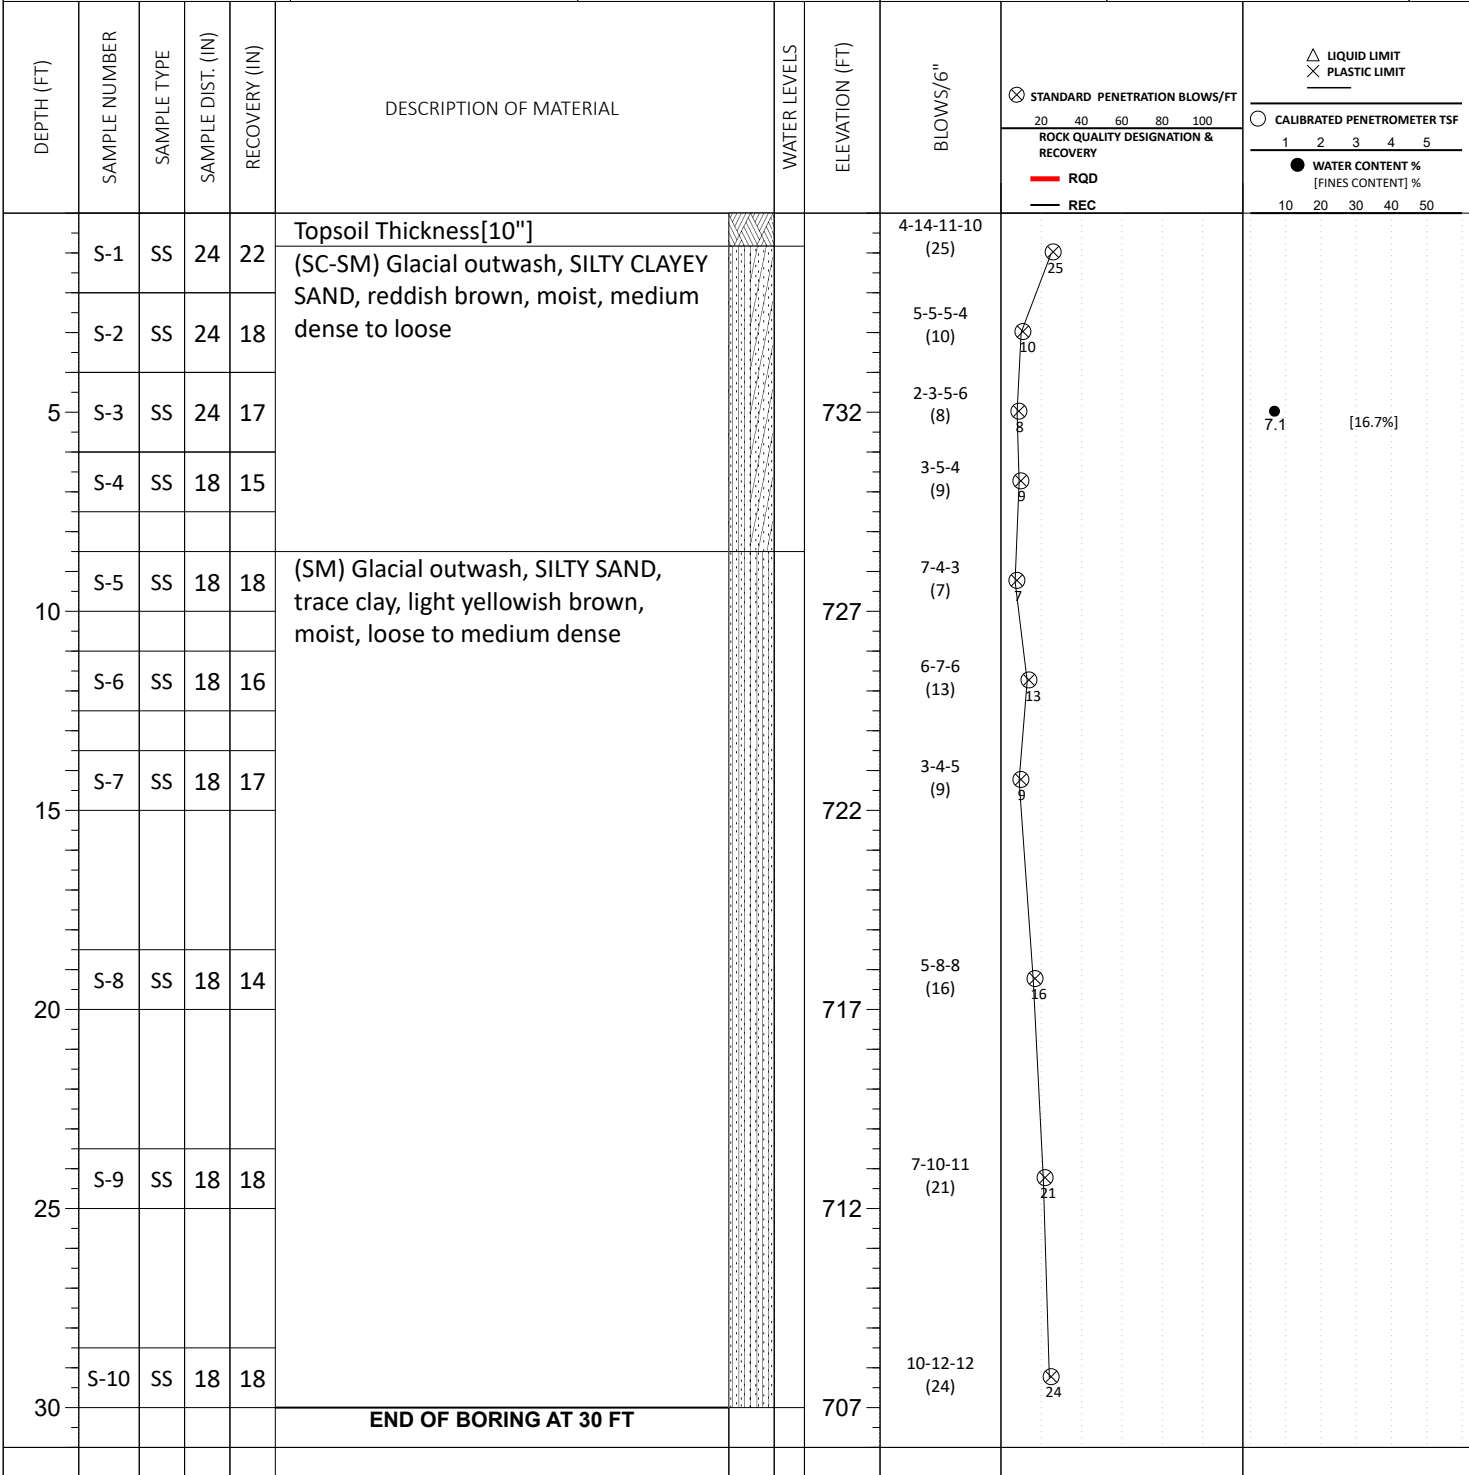 DEPTH (FT)
SAMPLE NUMBER
SAMPLE TYPE
SAMPLE DIST. (IN)
RECOVERY (IN)
DESCRIPTION OF MATERIAL
WATER LEVELS
ELEVATION (FT)
BLOWS/6"
STANDARD PENETRATION BLOWS/FT
20 40 60 80 100
ROCK QUALITY DESIGNATION &
RECOVERY
RQD
REC
LIQUID LIMIT
PLASTIC LIMIT
CALIBRATED PENETROMETER TSF
1 2 3 4 5
WATER CONTENT %
[FINES CONTENT] %
10 20 30 40 50
Topsoil Thickness[10"]
4-14-11-10
S-1 SS 24 22
(25)
25
(SC-SM) Glacial outwash, SILTY CLAYEY
SAND, reddish brown, moist, medium
dense to loose
5-5-5-4
S-2 SS 24 18
(10)
10
2-3-5-6
5 S-3 SS 24 17 732
(8)
8
7.1 [16.7%]
3-5-4
S-4 SS 18 15
(9)
9
(SM) Glacial outwash, SILTY SAND,
trace clay, light yellowish brown,
moist, loose to medium dense
7-4-3
S-5 SS 18 18
(7)
7
10 727
6-7-6
S-6 SS 18 16
(13)
13
3-4-5
S-7 SS 18 17
(9)
9
15 722
5-8-8
S-8 SS 18 14
(16)
16
20 717
7-10-11
S-9 SS 18 18
(21)
21
25 712
10-12-12
S-10 SS 18 18
(24)
24
30 707
END OF BORING AT 30 FT